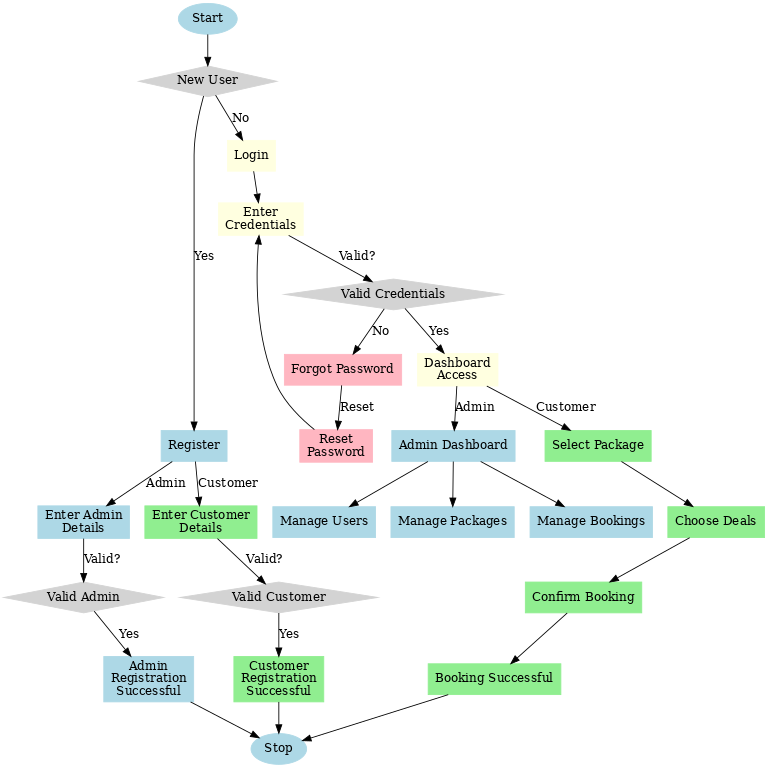 Start
New User
No
Login
Enter
Credentials
Yes
Valid?
Valid Credentials
No
Yes
Forgot Password
Dashboard
Access
Reset
Admin
Customer
Register
Reset
Password
Admin Dashboard
Select Package
Admin
Customer
Enter Admin
Details
Enter Customer
Details
Manage Users
Manage Packages
Manage Bookings
Choose Deals
Valid?
Valid?
Valid Admin
Valid Customer
Confirm Booking
Yes
Yes
Admin
Registration
Successful
Customer
Registration
Successful
Booking Successful
Stop